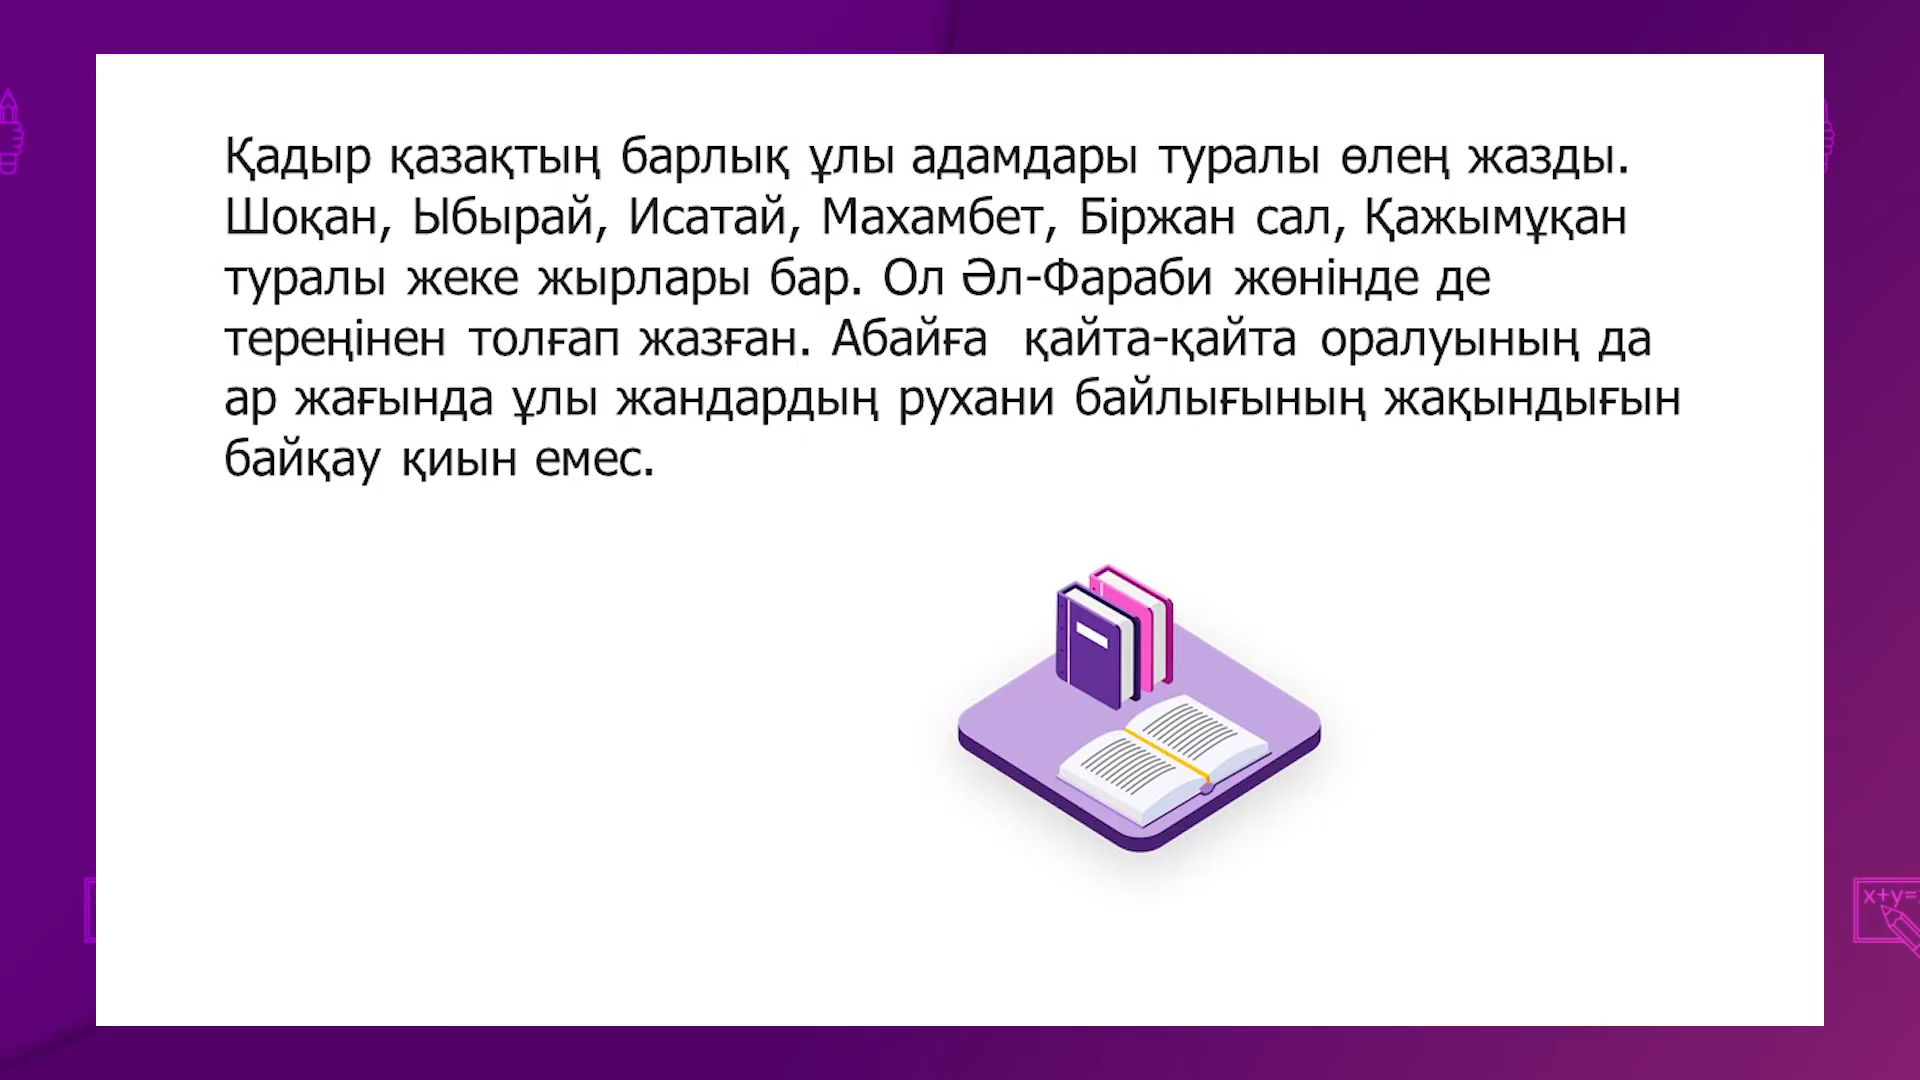 Қадыр қазақтың барлық ұлы адамдары туралы өлең жазды.
Шоқан, Ыбырай, Исатай, Махамбет, Біржан сал, Қажымұқан
туралы жеке жырлары бар. Ол Әл-Фараби жөнінде де
тереңінен толғап жазған. Абайға қайта-қайта оралуының да
ар жағында ұлы жандардың рухани байлығының жақындығын
байқау қиын емес.
x+y=